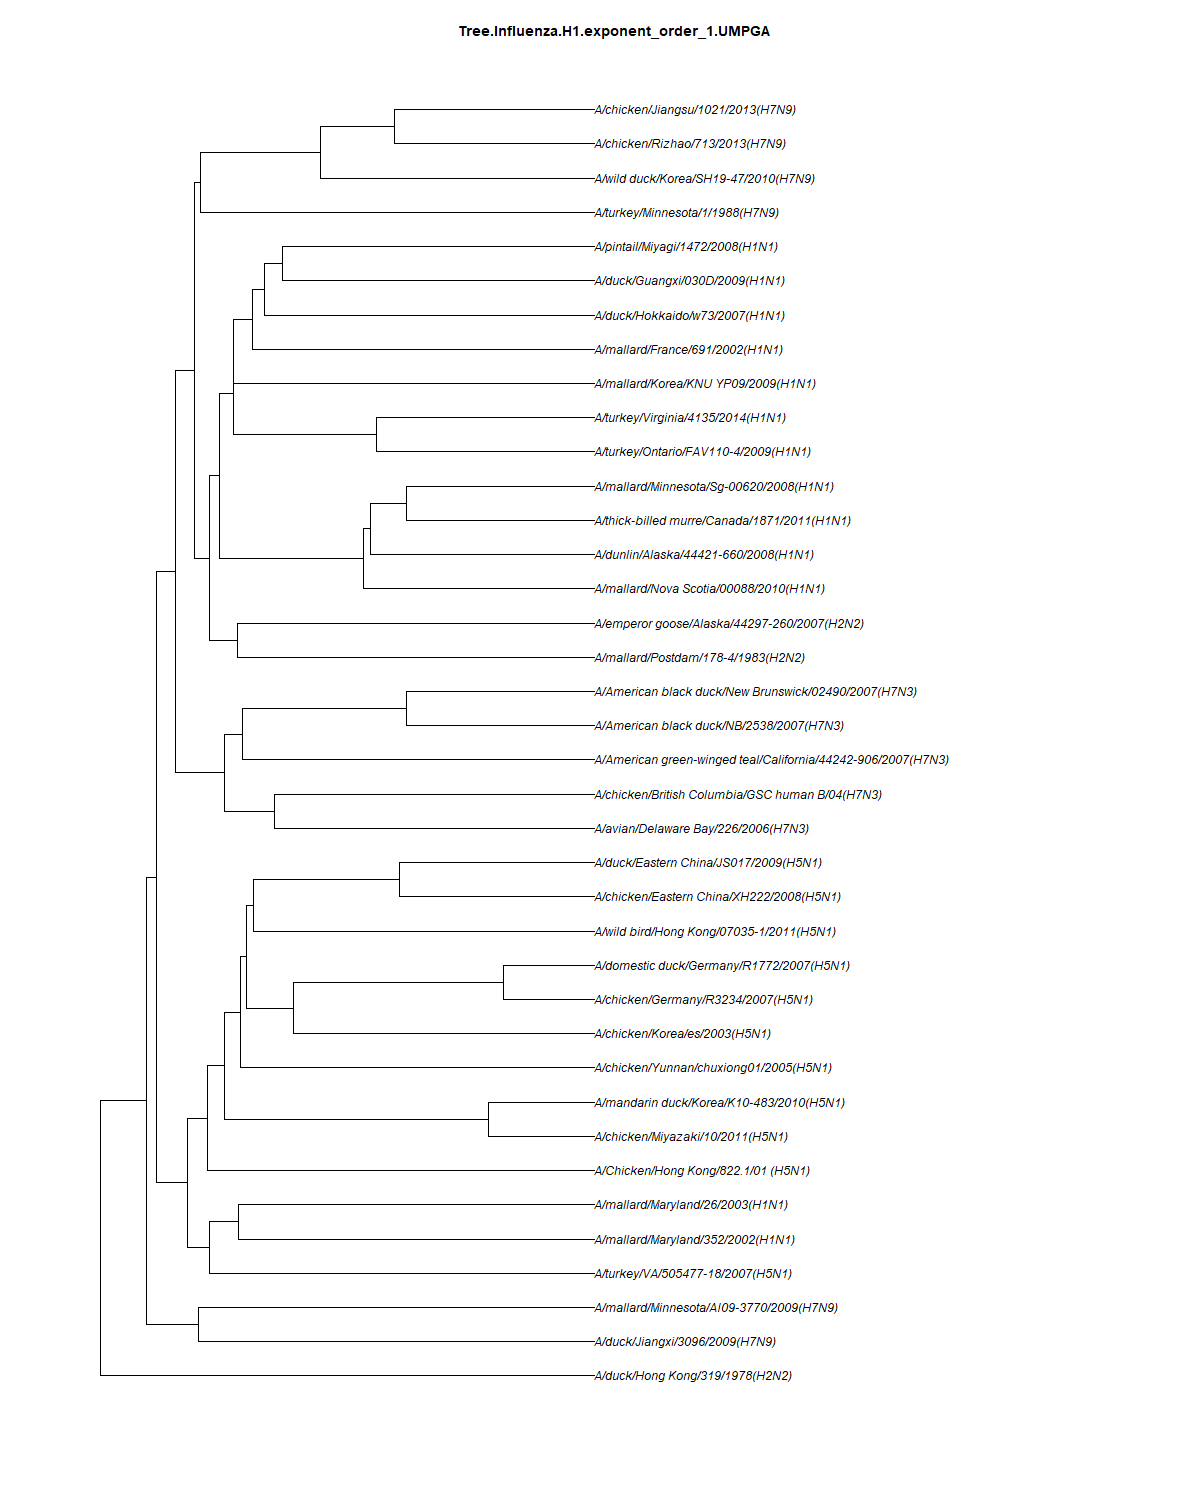 Tree.Influenza.H1.exponent_order_1.UMPGA
A/chicken/Jiangsu/1021/2013(H7N9)
A/chicken/Rizhao/713/2013(H7N9)
A/wild duck/Korea/SH19-47/2010(H7N9)
A/turkey/Minnesota/1/1988(H7N9)
A/pintail/Miyagi/1472/2008(H1N1)
A/duck/Guangxi/030D/2009(H1N1)
A/duck/Hokkaido/w73/2007(H1N1)
A/mallard/France/691/2002(H1N1)
A/mallard/Korea/KNU YP09/2009(H1N1)
A/turkey/Virginia/4135/2014(H1N1)
A/turkey/Ontario/FAV110-4/2009(H1N1)
A/mallard/Minnesota/Sg-00620/2008(H1N1)
A/thick-billed murre/Canada/1871/2011(H1N1)
A/dunlin/Alaska/44421-660/2008(H1N1)
A/mallard/Nova Scotia/00088/2010(H1N1)
A/emperor goose/Alaska/44297-260/2007(H2N2)
A/mallard/Postdam/178-4/1983(H2N2)
A/American black duck/New Brunswick/02490/2007(H7N3)
A/American black duck/NB/2538/2007(H7N3)
A/American green-winged teal/California/44242-906/2007(H7N3)
A/chicken/British Columbia/GSC human B/04(H7N3)
A/avian/Delaware Bay/226/2006(H7N3)
A/duck/Eastern China/JS017/2009(H5N1)
A/chicken/Eastern China/XH222/2008(H5N1)
A/wild bird/Hong Kong/07035-1/2011(H5N1)
A/domestic duck/Germany/R1772/2007(H5N1)
A/chicken/Germany/R3234/2007(H5N1)
A/chicken/Korea/es/2003(H5N1)
A/chicken/Yunnan/chuxiong01/2005(H5N1)
A/mandarin duck/Korea/K10-483/2010(H5N1)
A/chicken/Miyazaki/10/2011(H5N1)
A/Chicken/Hong Kong/822.1/01 (H5N1)
A/mallard/Maryland/26/2003(H1N1)
A/mallard/Maryland/352/2002(H1N1)
A/turkey/VA/505477-18/2007(H5N1)
A/mallard/Minnesota/AI09-3770/2009(H7N9)
A/duck/Jiangxi/3096/2009(H7N9)
A/duck/Hong Kong/319/1978(H2N2)